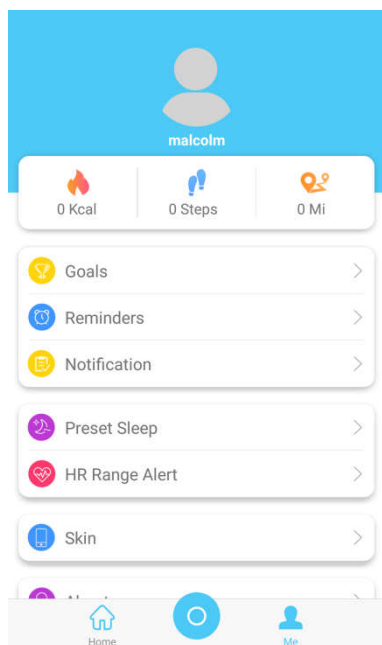 malcolm
0 Kcal
0 Steps
0 Mi
Goals
Reminders
Notification
Preset Sleep
HR Range Alert
Skin
Home
Me